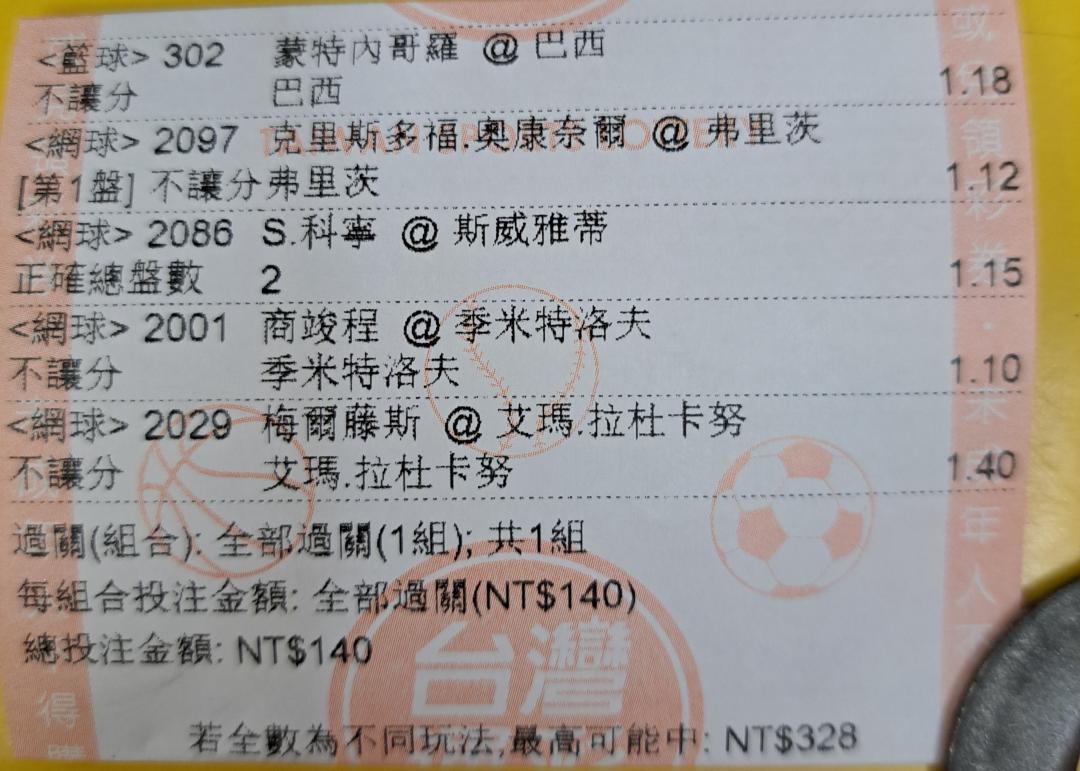 <籃球> 302 蒙特內哥羅 @ 巴西
不讓分 巴西 1.18
<網球> 2097 克里斯多福.奧康奈爾 @ 弗里茨
[第1盤] 不讓分 弗里茨 1.12
<網球> 2086 S.科寧 @ 斯威雅蒂
正確總盤數 2 1.15
<網球> 2001 商竣程 @ 季米特洛夫
不讓分 季米特洛夫 1.10
<網球> 2029 梅爾藤斯 @ 艾瑪.拉杜卡努
不讓分 艾瑪.拉杜卡努 1.40
過關(組合): 全部過關(1組); 共1組
每組合投注金額: 全部過關(NT$140)
總投注金額: NT$140
台灣
若全數為不同玩法,最高可能中: NT$328